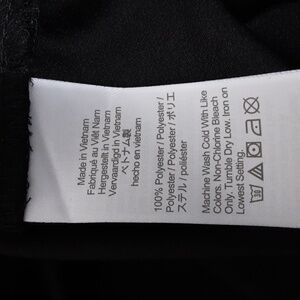 Made in Vietnam
Fabriqué au Viêt Nam
Hergestellt in Vietnam
Vervaardigd in Vietnam
ベトナム製
hecho en vietnam
100% Polyester / Polyester /
Polyester / Polyester / ポリエ
ステル / poliéster
Machine Wash Cold With Like
Colors. Non-Chlorine Bleach
Only. Tumble Dry Low. Iron on
Lowest Setting.